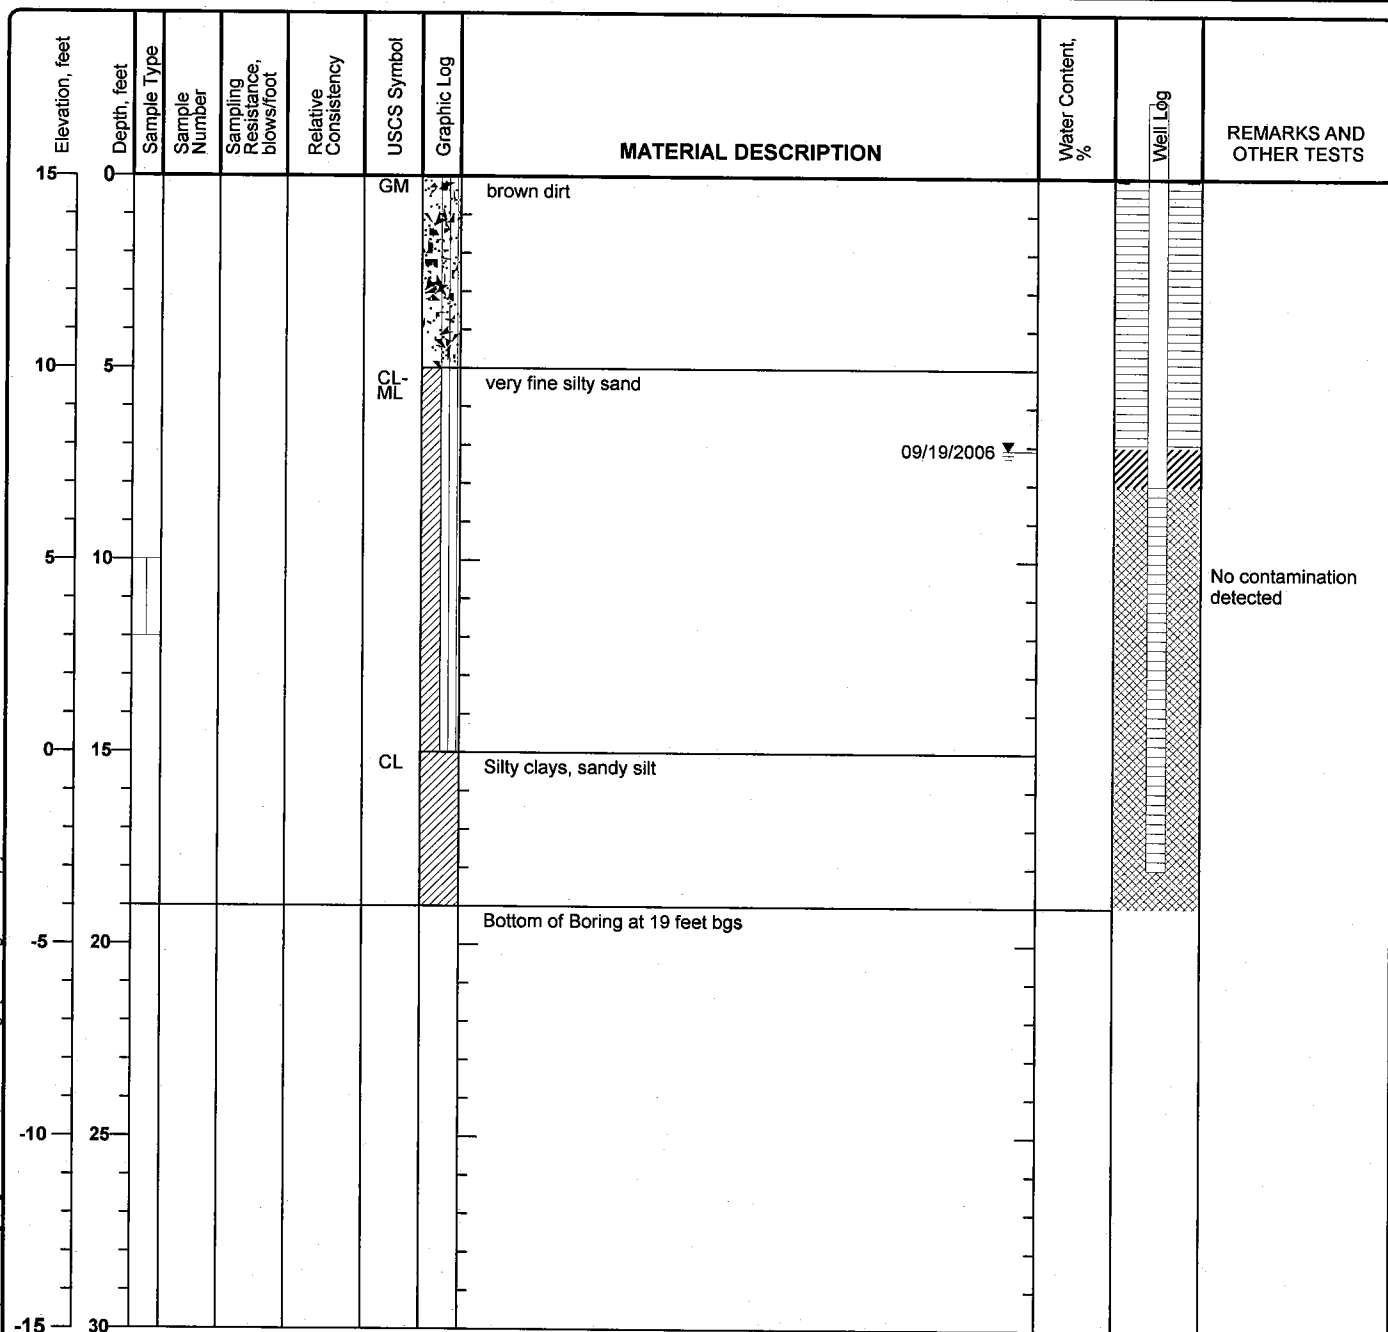 Elevation, feet
Depth, feet
Sample Type
Sample
Number
Sampling
Resistance,
blows/foot
Relative
Consistency
USCS Symbol
Graphic Log
MATERIAL DESCRIPTION
Water Content,
%
Well Log
REMARKS AND
OTHER TESTS
15 0
GM
brown dirt
10 5
CL-
ML
very fine silty sand
09/19/2006
5 10
No contamination
detected
0 15
CL
Silty clays, sandy silt
Bottom of Boring at 19 feet bgs
-5 20
-10 25
-15 30